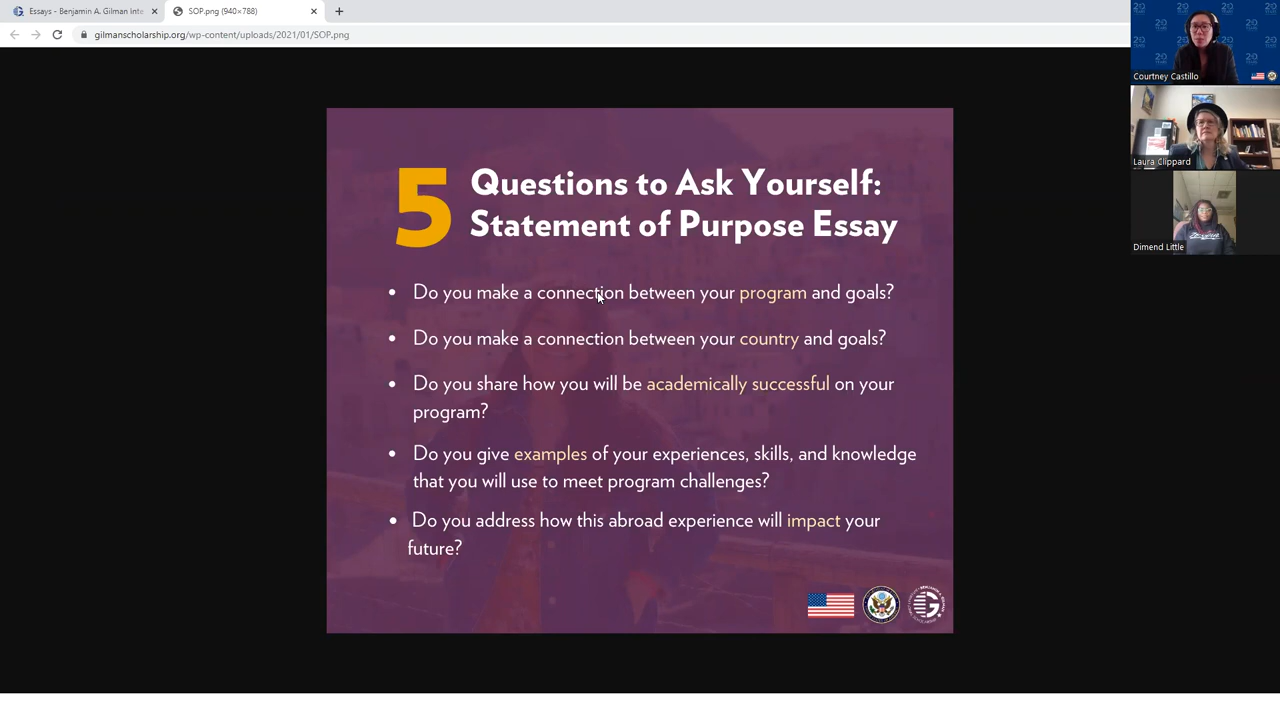 Essays - Benjamin A. Gilman Inte
SOP.png (940×788)
gilmanscholarship.org/wp-content/uploads/2021/01/SOP.png
5 Questions to Ask Yourself:
Statement of Purpose Essay
• Do you make a connection between your program and goals?
• Do you make a connection between your country and goals?
• Do you share how you will be academically successful on your
program?
• Do you give examples of your experiences, skills, and knowledge
that you will use to meet program challenges?
• Do you address how this abroad experience will impact your
future?
G
Courtney Castillo
Laura Clippard
Dimend Little